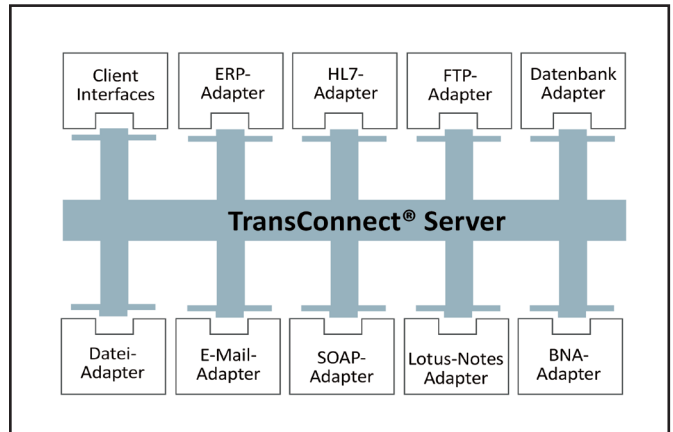 Client
Interfaces
ERP-
Adapter
HL7-
Adapter
FTP-
Adapter
Datenbank
Adapter
TransConnect® Server
Datei-
Adapter
E-Mail-
Adapter
SOAP-
Adapter
Lotus-Notes
Adapter
BNA-
Adapter